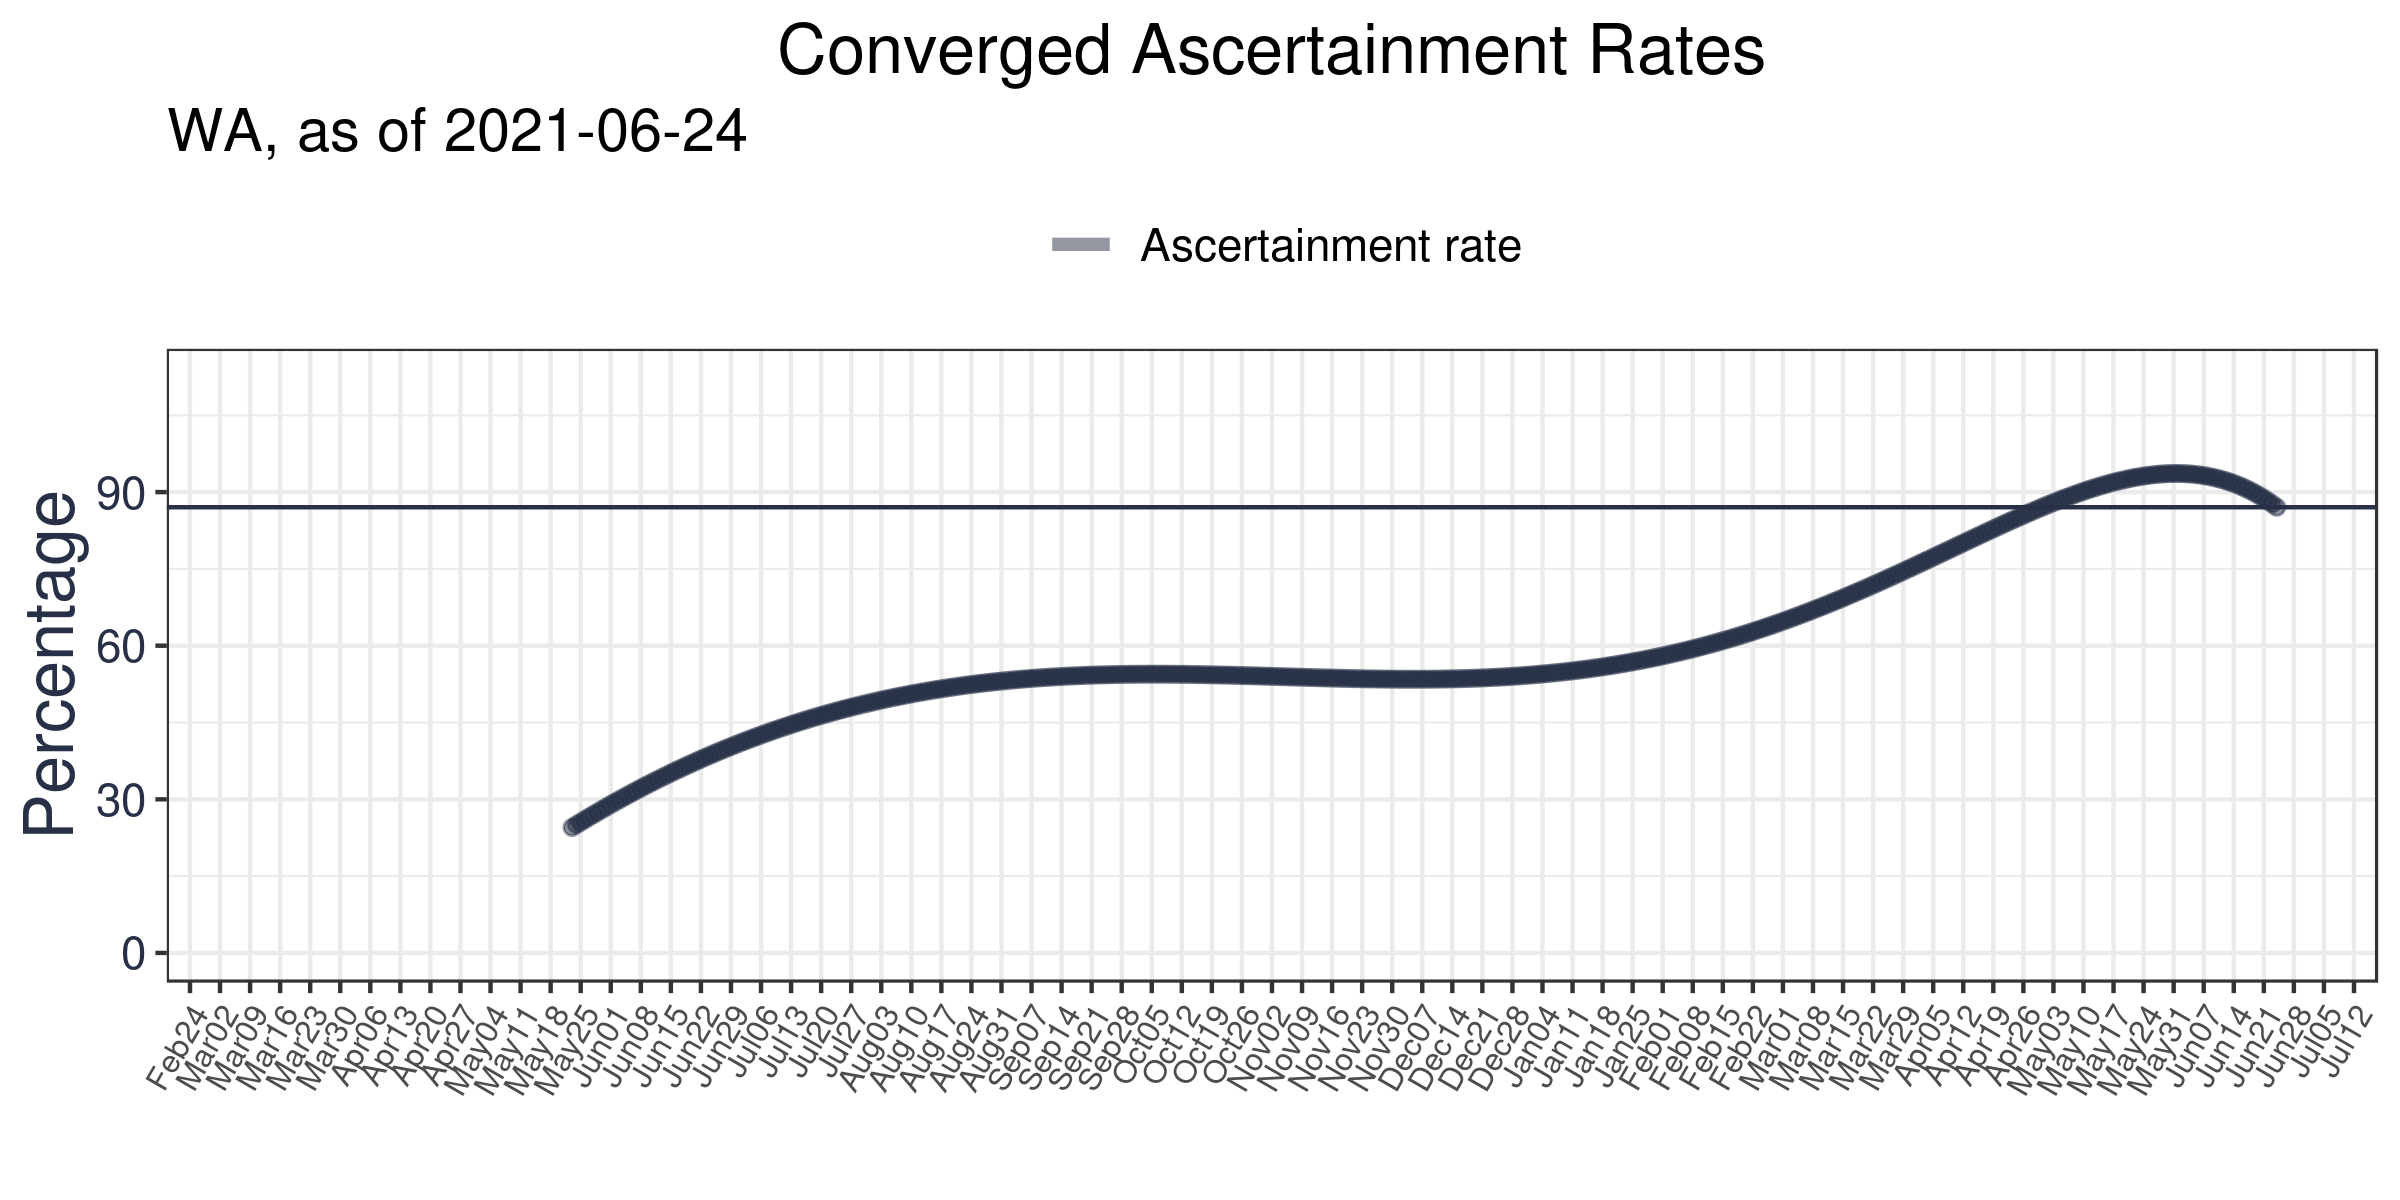 Converged Ascertainment Rates
WA, as of 2021-06-24
Ascertainment rate
Percentage
90
60
30
0
Feb24
Mar02
Mar09
Mar16
Mar23
Mar30
Apr06
Apr13
Apr20
Apr27
May04
May11
May18
May25
Jun01
Jun08
Jun15
Jun22
Jun29
Jul06
Jul13
Jul20
Jul27
Aug03
Aug10
Aug17
Aug24
Aug31
Sep07
Sep14
Sep21
Sep28
Oct05
Oct12
Oct19
Oct26
Nov02
Nov09
Nov16
Nov23
Nov30
Dec07
Dec14
Dec21
Dec28
Jan04
Jan11
Jan18
Jan25
Feb01
Feb08
Feb15
Feb22
Mar01
Mar08
Mar15
Mar22
Mar29
Apr05
Apr12
Apr19
Apr26
May03
May10
May17
May24
May31
Jun07
Jun14
Jun21
Jun28
Jul05
Jul12